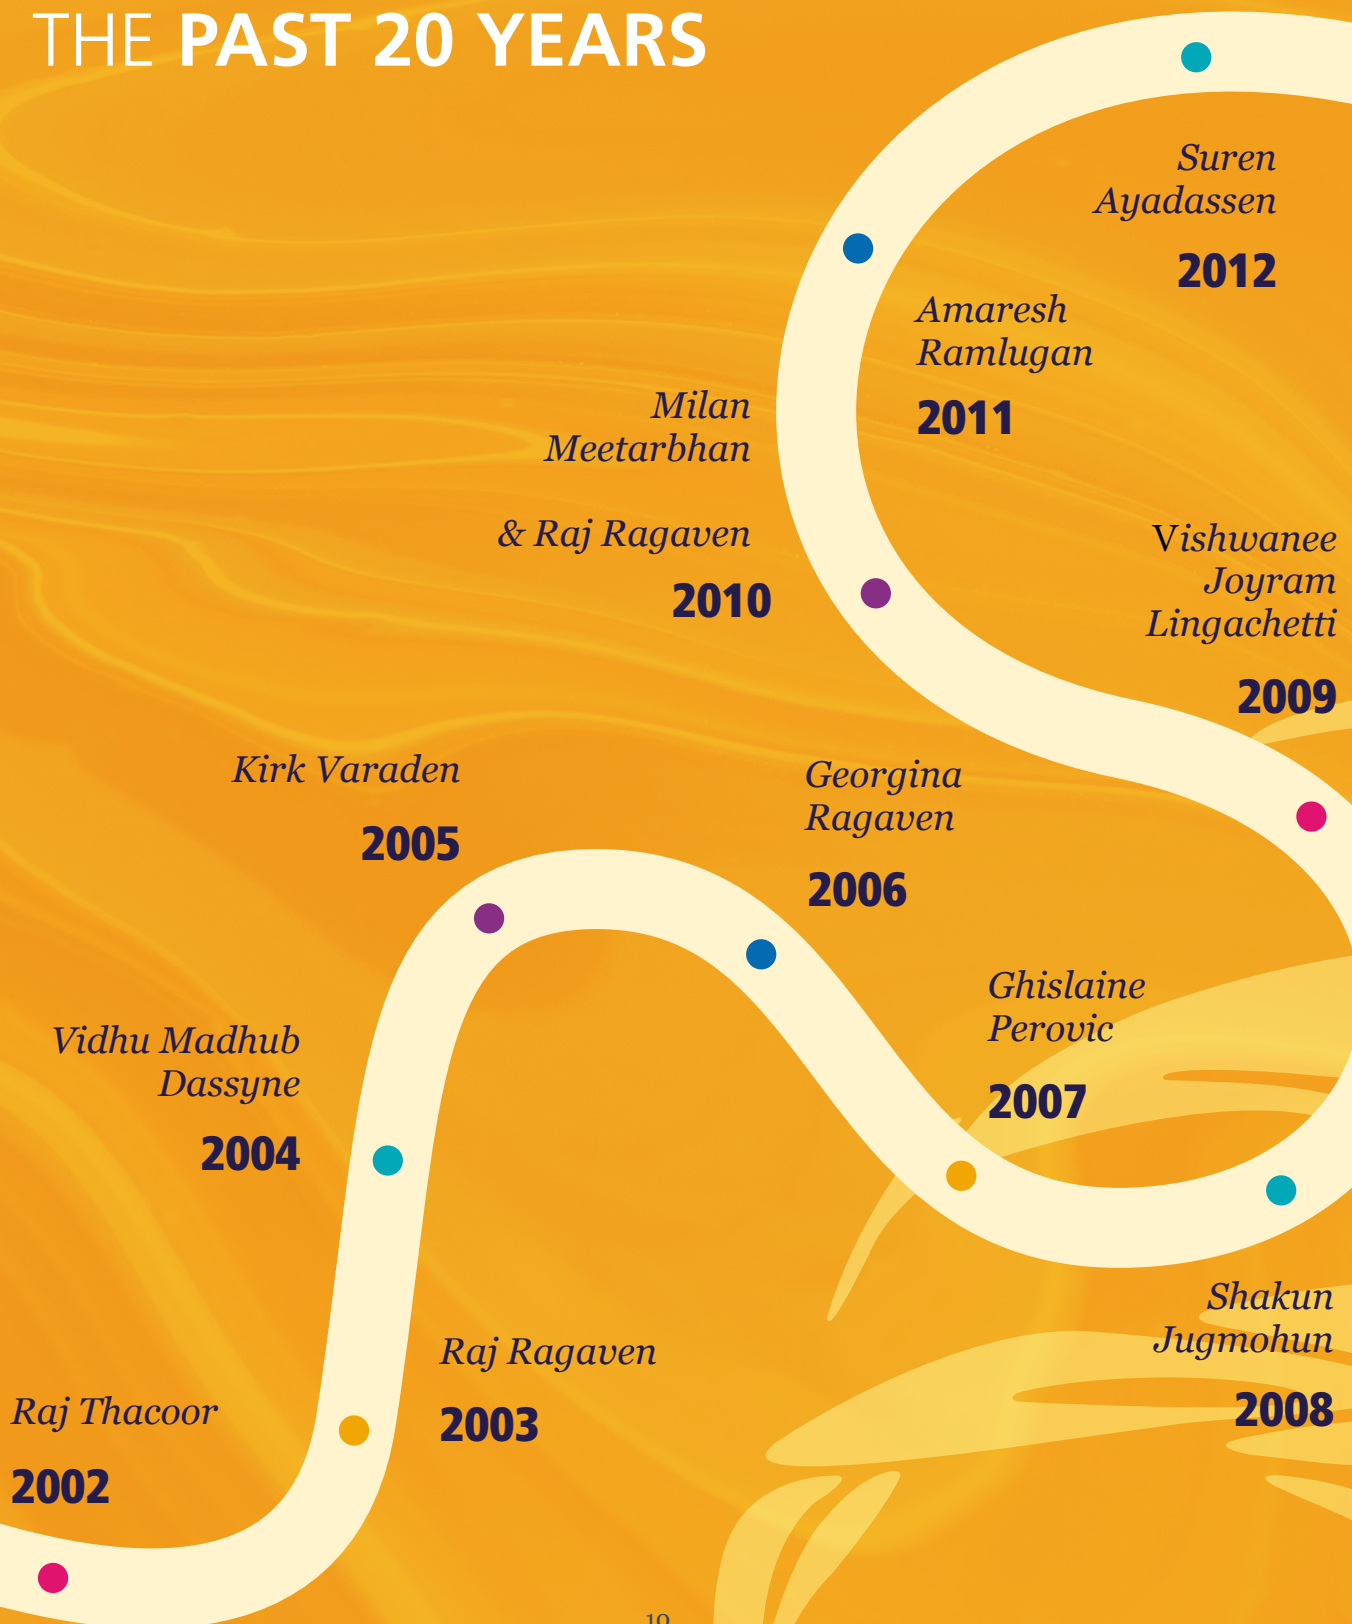 THE PAST 20 YEARS
Suren
Ayadassen
2012
Amaresh
Ramlugan
2011
Milan
Meetarbhan
& Raj Ragaven
2010
Vishwanee
Joyram
Lingachetti
2009
Kirk Varaden
2005
Georgina
Ragaven
2006
Ghislaine
Perovic
2007
Vidhu Madhub
Dassyne
2004
Shakun
Jugmohun
2008
Raj Ragaven
2003
Raj Thacoor
2002